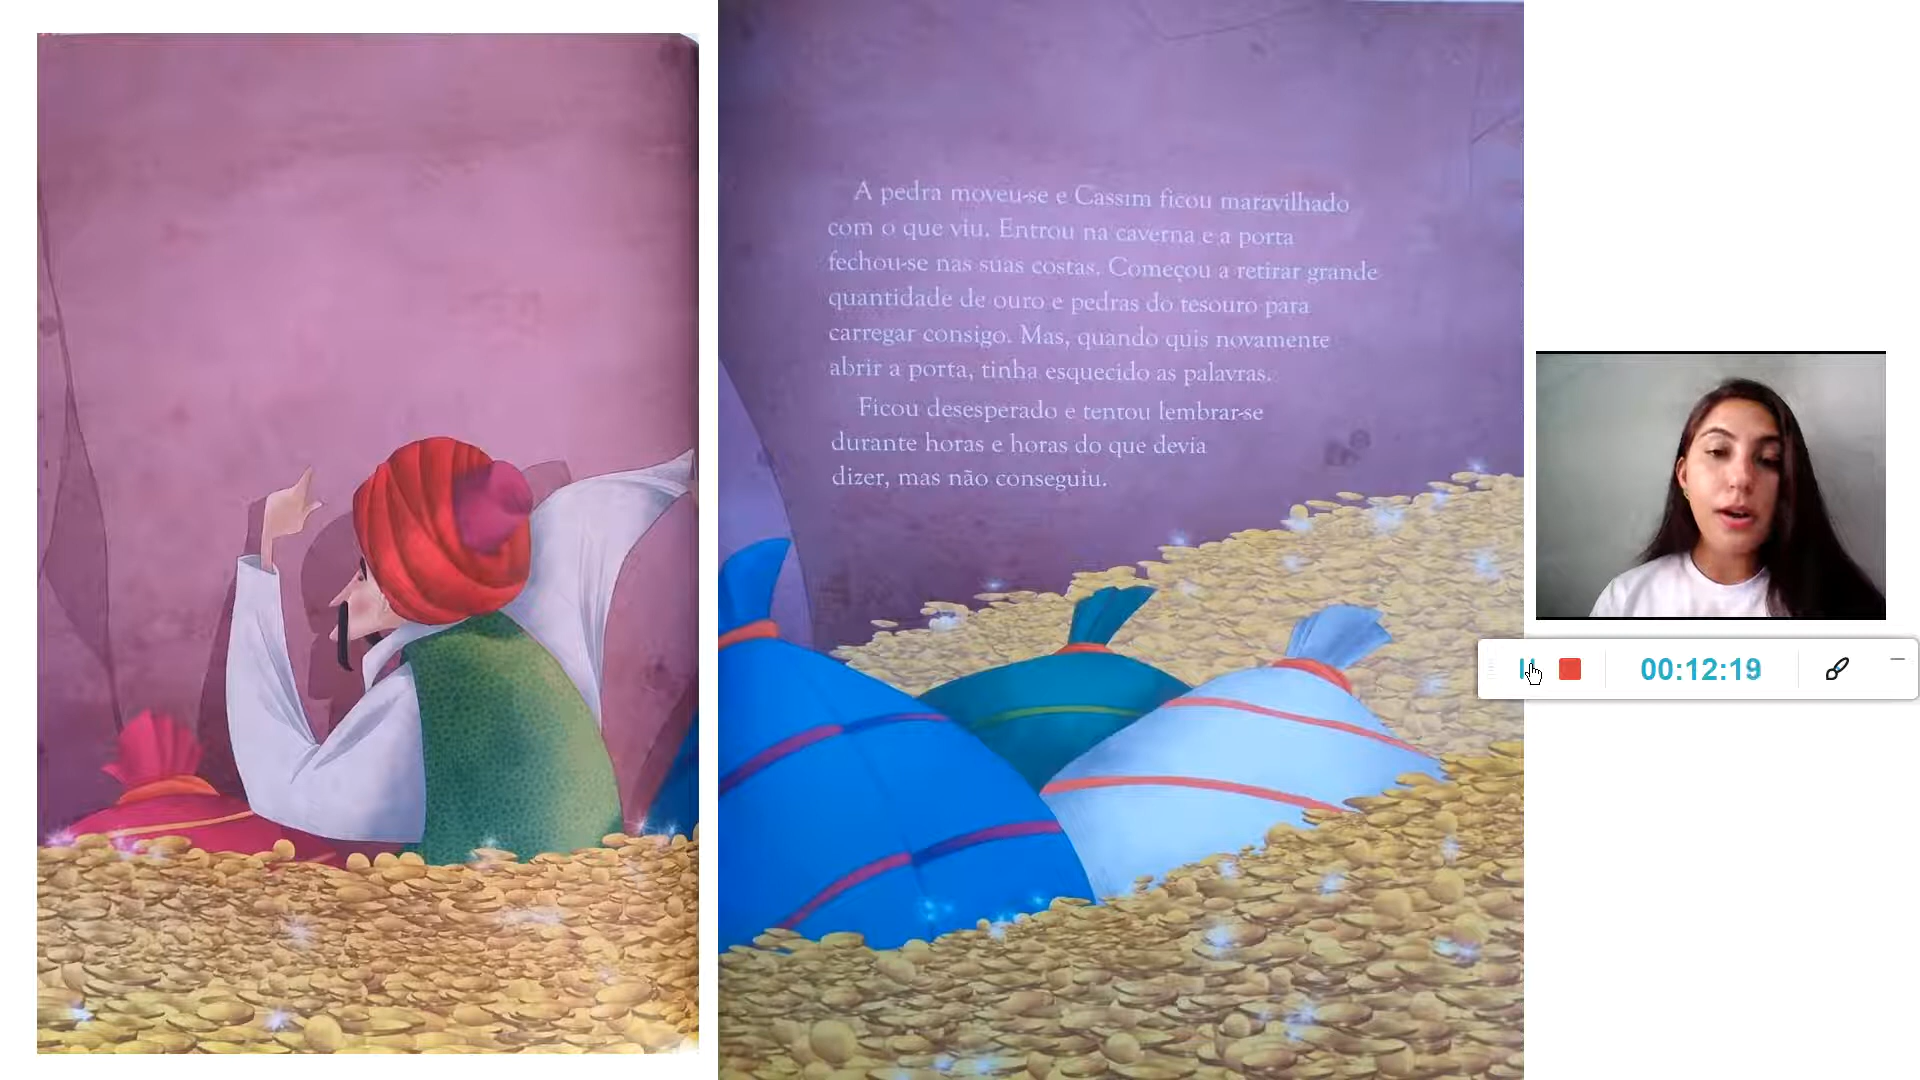 A pedra moveu-se e Cassim ficou maravilhado
com o que viu. Entrou na caverna e a porta
fechou-se nas suas costas. Começou a retirar grande
quantidade de ouro e pedras do tesouro para
carregar consigo. Mas, quando quis novamente
abrir a porta, tinha esquecido as palavras.
Ficou desesperado e tentou lembrar-se
durante horas e horas do que devia
dizer, mas não conseguiu.
00:12:19